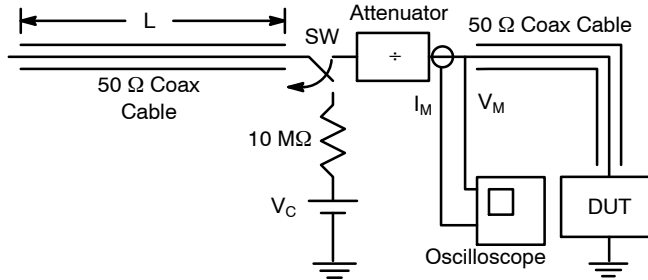 L
SW
Attenuator
÷
50 Ω Coax Cable
50 Ω Coax
Cable
I_M
V_M
10 MΩ
V_C
DUT
Oscilloscope